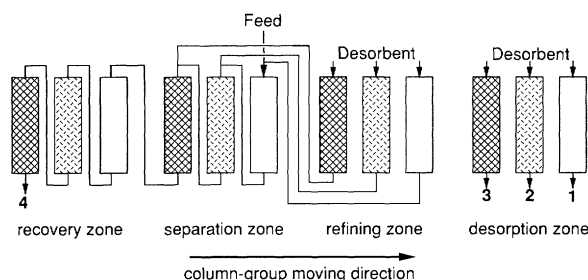 Feed
Desorbent Desorbent
4 3 2 1
recovery zone separation zone refining zone desorption zone
column-group moving direction